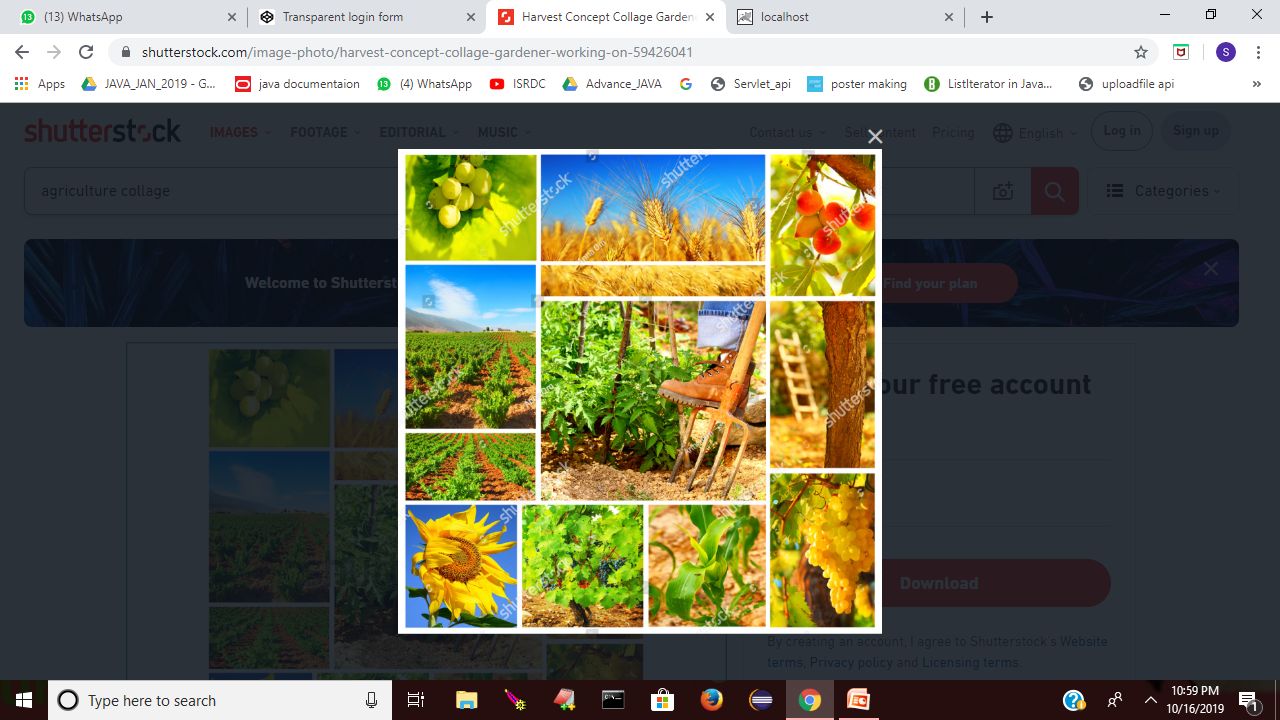 (13) WhatsApp
Transparent login form
Harvest Concept Collage Garden
localhost
shutterstock.com/image-photo/harvest-concept-collage-gardener-working-on-59426041
S
Apps
JAVA_JAN_2019 - G...
java documentaion
(4) WhatsApp
ISRDC
Advance_JAVA
Servlet_api
poster making
ListIterator in Java...
uploadfile api
»
shutterstock
IMAGES
FOOTAGE
EDITORIAL
MUSIC
Contact us
Pricing
English
Log in
Sign up
agriculture collage
Categories
Welcome to Shutterst
Find your plan
shutterstock
our free account
Download
By creating an account, I agree to Shutterstock's Website
terms, Privacy policy and Licensing terms.
Type here to search
10:59 PM
10/16/2019
1